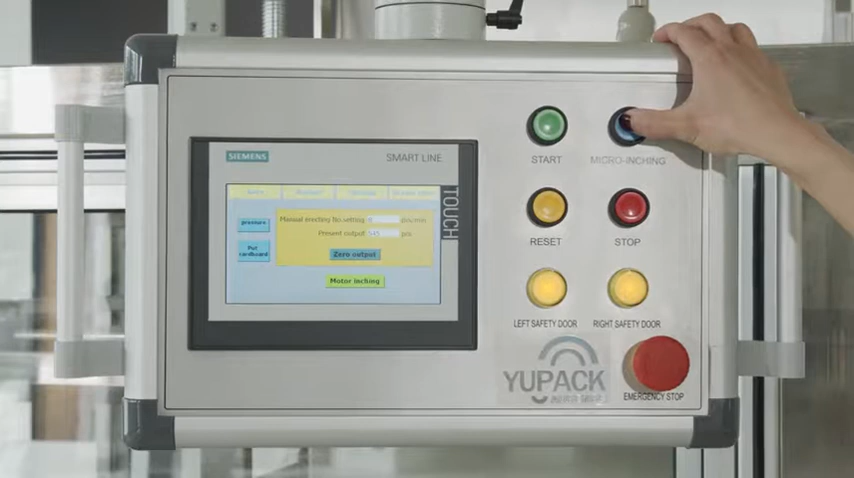 SIEMENS
SMART LINE
TOUCH
pressure
Put
cardboard
Manual erecting No.setting
pcs/min
Present output: 545 pcs
Zero output
Motor inching
START
MICRO-INCHING
RESET
STOP
LEFT SAFETY DOOR
RIGHT SAFETY DOOR
YUPACK
EMERGENCY STOP